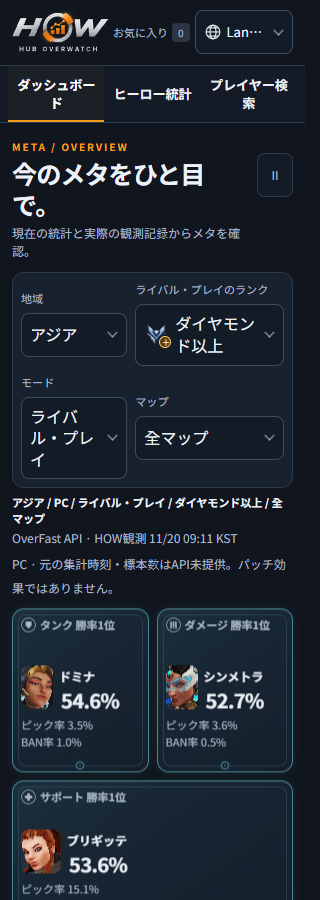 HOW
HUB OVERWATCH
お気に入り 0
Lan…
ダッシュボー
ド
ヒーロー統計
プレイヤー検
索
META / OVERVIEW
今のメタをひと目
で。
現在の統計と実際の観測記録からメタを確
認。
地域
アジア
ライバル・プレイのランク
ダイヤモン
ド以上
モード
ライバ
ル・プレ
イ
マップ
全マップ
アジア / PC / ライバル・プレイ / ダイヤモンド以上 / 全
マップ
OverFast API · HOW観測 11/20 09:11 KST
PC · 元の集計時刻・標本数はAPI未提供。パッチ効
果ではありません。
タンク 勝率1位
ドミナ
54.6%
ピック率 3.5%
BAN率 1.0%
ダメージ 勝率1位
シンメトラ
52.7%
ピック率 3.6%
BAN率 0.5%
サポート 勝率1位
ブリギッテ
53.6%
ピック率 15.1%